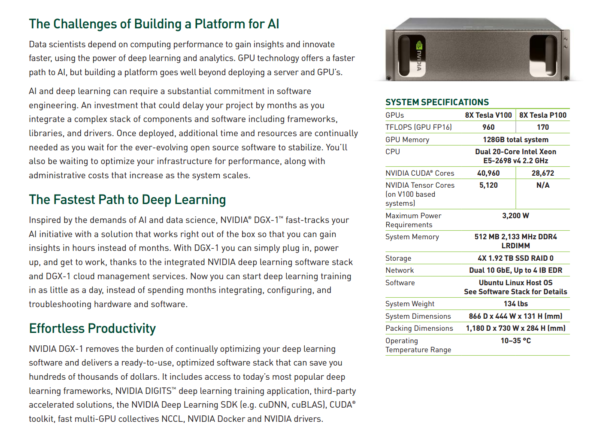 The Challenges of Building a Platform for AI
Data scientists depend on computing performance to gain insights and innovate
faster, using the power of deep learning and analytics. GPU technology offers a faster
path to AI, but building a platform goes well beyond deploying a server and GPU's.
AI and deep learning can require a substantial commitment in software
engineering. An investment that could delay your project by months as you
integrate a complex stack of components and software including frameworks,
libraries, and drivers. Once deployed, additional time and resources are continually
needed as you wait for the ever-evolving open source software to stabilize. You'll
also be waiting to optimize your infrastructure for performance, along with
administrative costs that increase as the system scales.
The Fastest Path to Deep Learning
Inspired by the demands of AI and data science, NVIDIA® DGX-1™ fast-tracks your
AI initiative with a solution that works right out of the box so that you can gain
insights in hours instead of months. With DGX-1 you can simply plug in, power
up, and get to work, thanks to the integrated NVIDIA deep learning software stack
and DGX-1 cloud management services. Now you can start deep learning training
in as little as a day, instead of spending months integrating, configuring, and
troubleshooting hardware and software.
Effortless Productivity
NVIDIA DGX-1 removes the burden of continually optimizing your deep learning
software and delivers a ready-to-use, optimized software stack that can save you
hundreds of thousands of dollars. It includes access to today's most popular deep
learning frameworks, NVIDIA DIGITS™ deep learning training application, third-party
accelerated solutions, the NVIDIA Deep Learning SDK (e.g. cuDNN, cuBLAS), CUDA®
toolkit, fast multi-GPU collectives NCCL, NVIDIA Docker and NVIDIA drivers.
NVIDIA
SYSTEM SPECIFICATIONS
GPUs 8X Tesla V100 8X Tesla P100
TFLOPS (GPU FP16) 960 170
GPU Memory 128GB total system
CPU Dual 20-Core Intel Xeon
E5-2698 v4 2.2 GHz
NVIDIA CUDA® Cores 40,960 28,672
NVIDIA Tensor Cores 5,120 N/A
(on V100 based
systems)
Maximum Power 3,200 W
Requirements
System Memory 512 MB 2,133 MHz DDR4
LRDIMM
Storage 4X 1.92 TB SSD RAID 0
Network Dual 10 GbE, Up to 4 IB EDR
Software Ubuntu Linux Host OS
See Software Stack for Details
System Weight 134 lbs
System Dimensions 866 D x 444 W x 131 H (mm)
Packing Dimensions 1,180 D x 730 W x 284 H (mm)
Operating 10–35 °C
Temperature Range